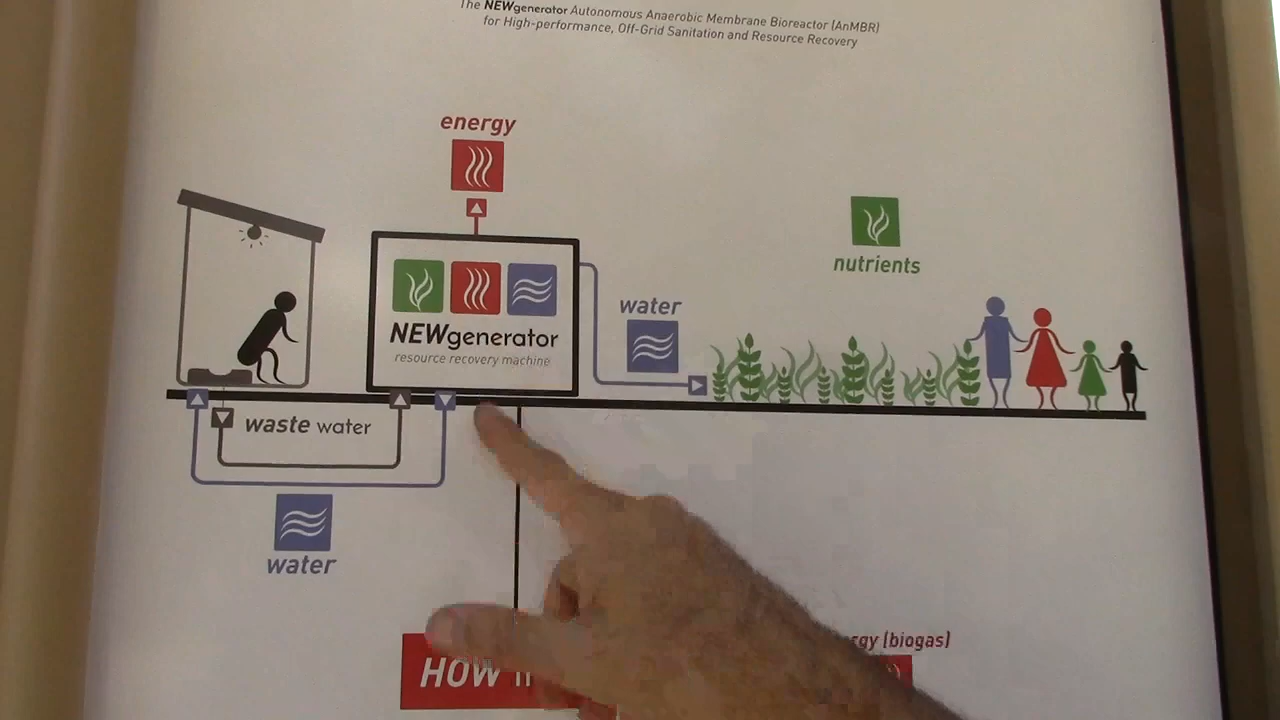 The NEWgenerator Autonomous Anaerobic Membrane Bioreactor (AnMBR)
for High-performance, Off-Grid Sanitation and Resource Recovery
energy
nutrients
water
NEWgenerator
resource recovery machine
waste water
water
(biogas)
HOW